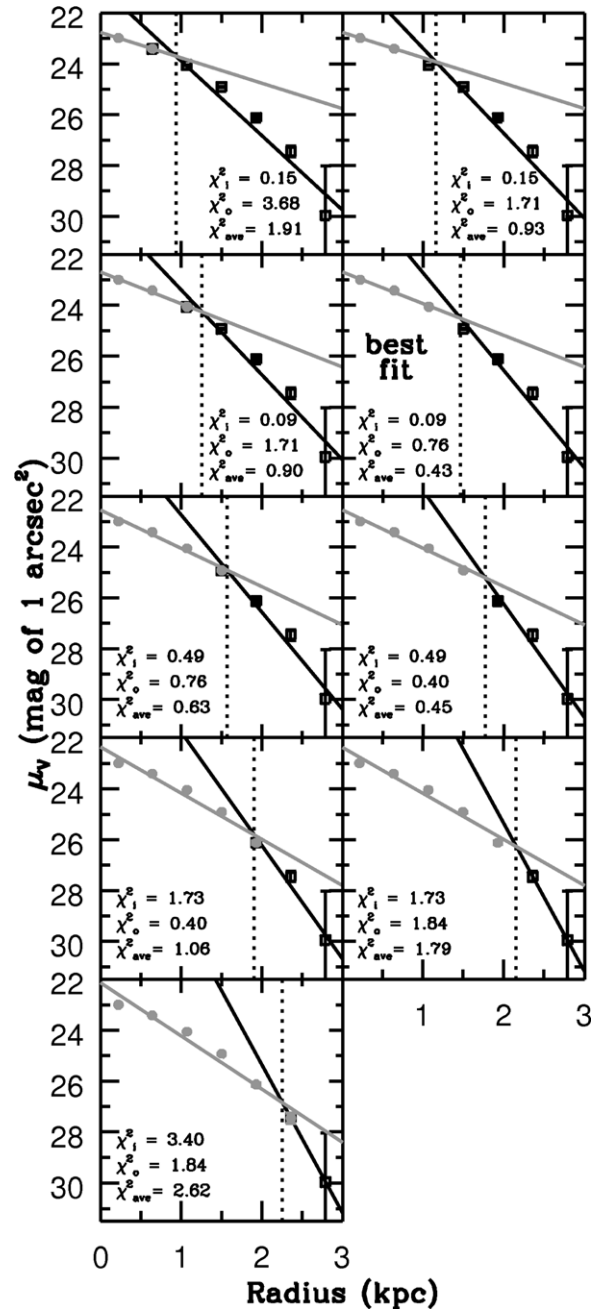 22
24
26
28
30
χ²ᵢ = 0.15
χ²ₒ = 3.68
χ²ave = 1.91
χ²ᵢ = 0.15
χ²ₒ = 1.71
χ²ave = 0.93
22
24
26
28
30
χ²ᵢ = 0.09
χ²ₒ = 1.71
χ²ave = 0.90
best
fit
χ²ᵢ = 0.09
χ²ₒ = 0.76
χ²ave = 0.43
μV (mag of 1 arcsec²)
22
24
26
28
30
χ²ᵢ = 0.49
χ²ₒ = 0.76
χ²ave = 0.63
χ²ᵢ = 0.49
χ²ₒ = 0.40
χ²ave = 0.45
22
24
26
28
30
χ²ᵢ = 1.73
χ²ₒ = 0.40
χ²ave = 1.06
χ²ᵢ = 1.73
χ²ₒ = 1.84
χ²ave = 1.79
1 2 3
22
24
26
28
30
χ²ᵢ = 3.40
χ²ₒ = 1.84
χ²ave = 2.62
0 1 2 3
Radius (kpc)